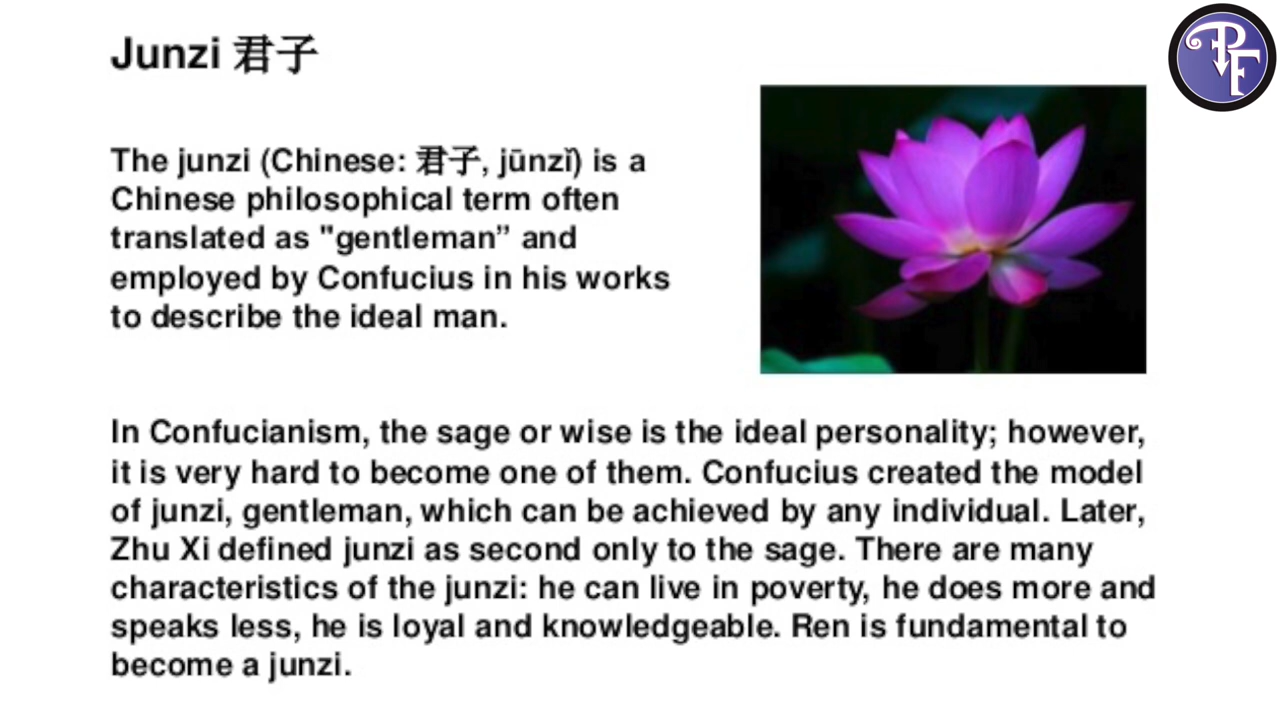 Junzi 君子
The junzi (Chinese: 君子, jūnzǐ) is a
Chinese philosophical term often
translated as "gentleman” and
employed by Confucius in his works
to describe the ideal man.
In Confucianism, the sage or wise is the ideal personality; however,
it is very hard to become one of them. Confucius created the model
of junzi, gentleman, which can be achieved by any individual. Later,
Zhu Xi defined junzi as second only to the sage. There are many
characteristics of the junzi: he can live in poverty, he does more and
speaks less, he is loyal and knowledgeable. Ren is fundamental to
become a junzi.
PF